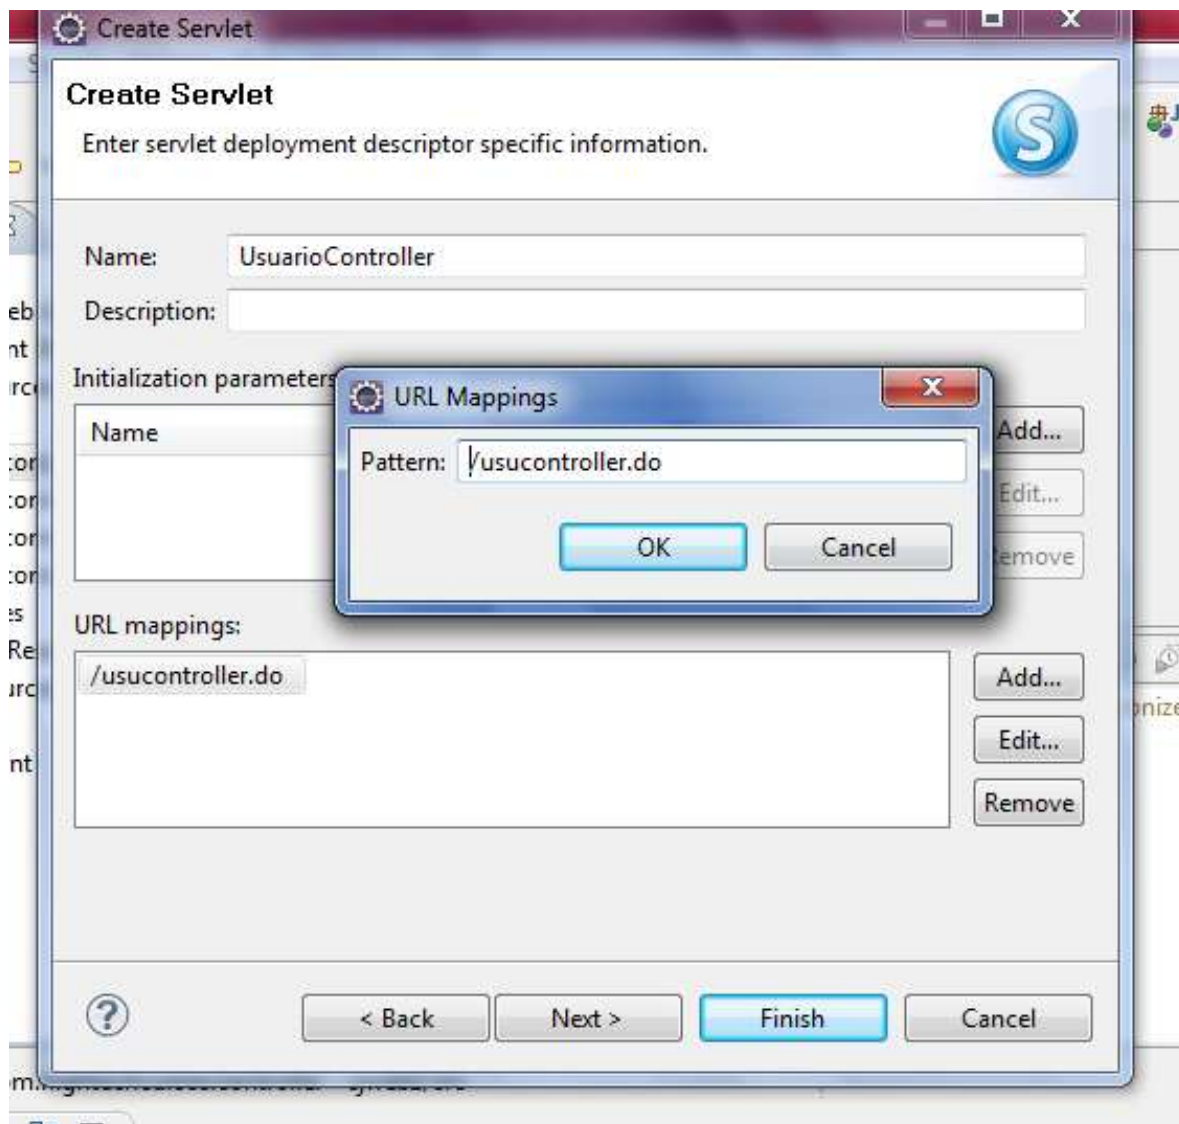 Create Servlet
Create Servlet
Enter servlet deployment descriptor specific information.
Name: UsuarioController
Description:
Initialization parameters
Name
Add...
Edit...
URL Mappings
Pattern: /usucontroller.do
OK Cancel
URL mappings:
/usucontroller.do
Add...
Edit...
Remove
< Back Next > Finish Cancel